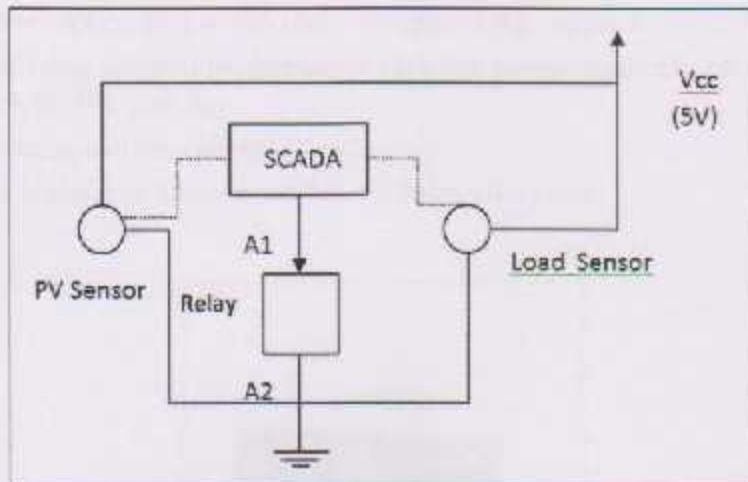 Vcc
(5V)
SCADA
A1
Load Sensor
PV Sensor
Relay
A2